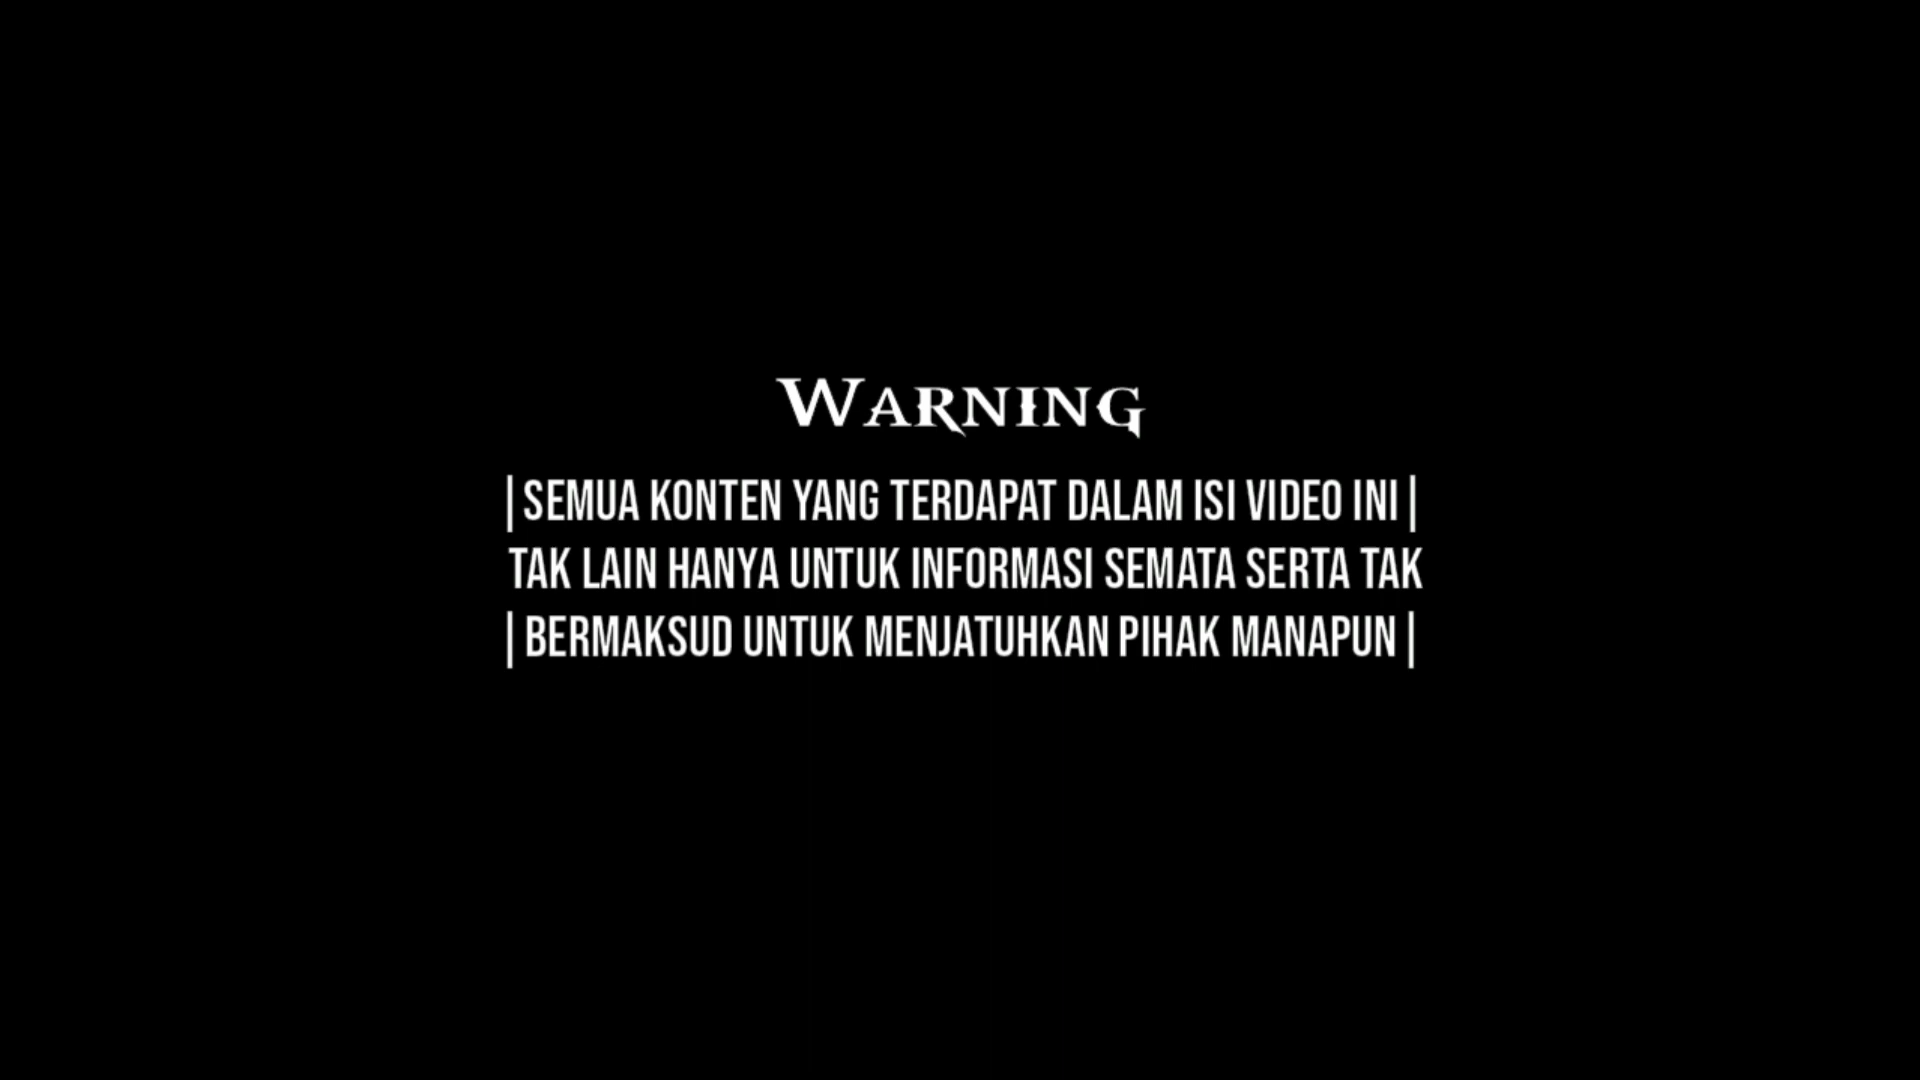 Warning
|SEMUA KONTEN YANG TERDAPAT DALAM ISI VIDEO INI|
TAK LAIN HANYA UNTUK INFORMASI SEMATA SERTA TAK
|BERMAKSUD UNTUK MENJATUHKAN PIHAK MANAPUN|